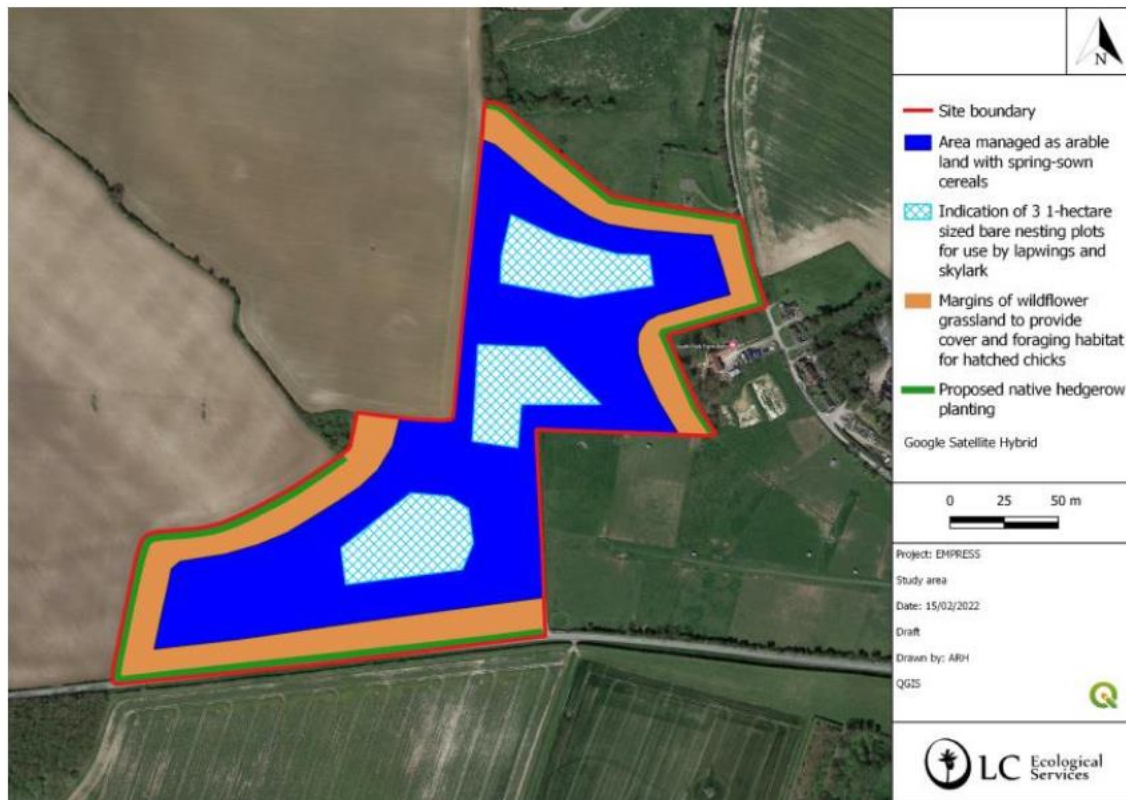 N
Site boundary
Area managed as arable
land with spring-sown
cereals
Indication of 3 1-hectare
sized bare nesting plots
for use by lapwings and
skylark
Margins of wildflower
grassland to provide
cover and foraging habitat
for hatched chicks
Proposed native hedgerow
planting
Google Satellite Hybrid
0 25 50 m
Project: EMPRESS
Study area
Date: 15/02/2022
Draft
Drawn by: ARH
QGIS
LC Ecological
Services